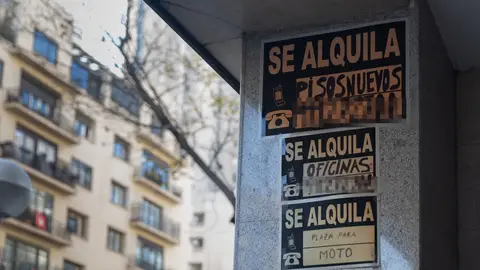 SE ALQUILA
PISOS NUEVOS
SE ALQUILA
OFICINAS
SE ALQUILA
PLAZA PARA
MOTO